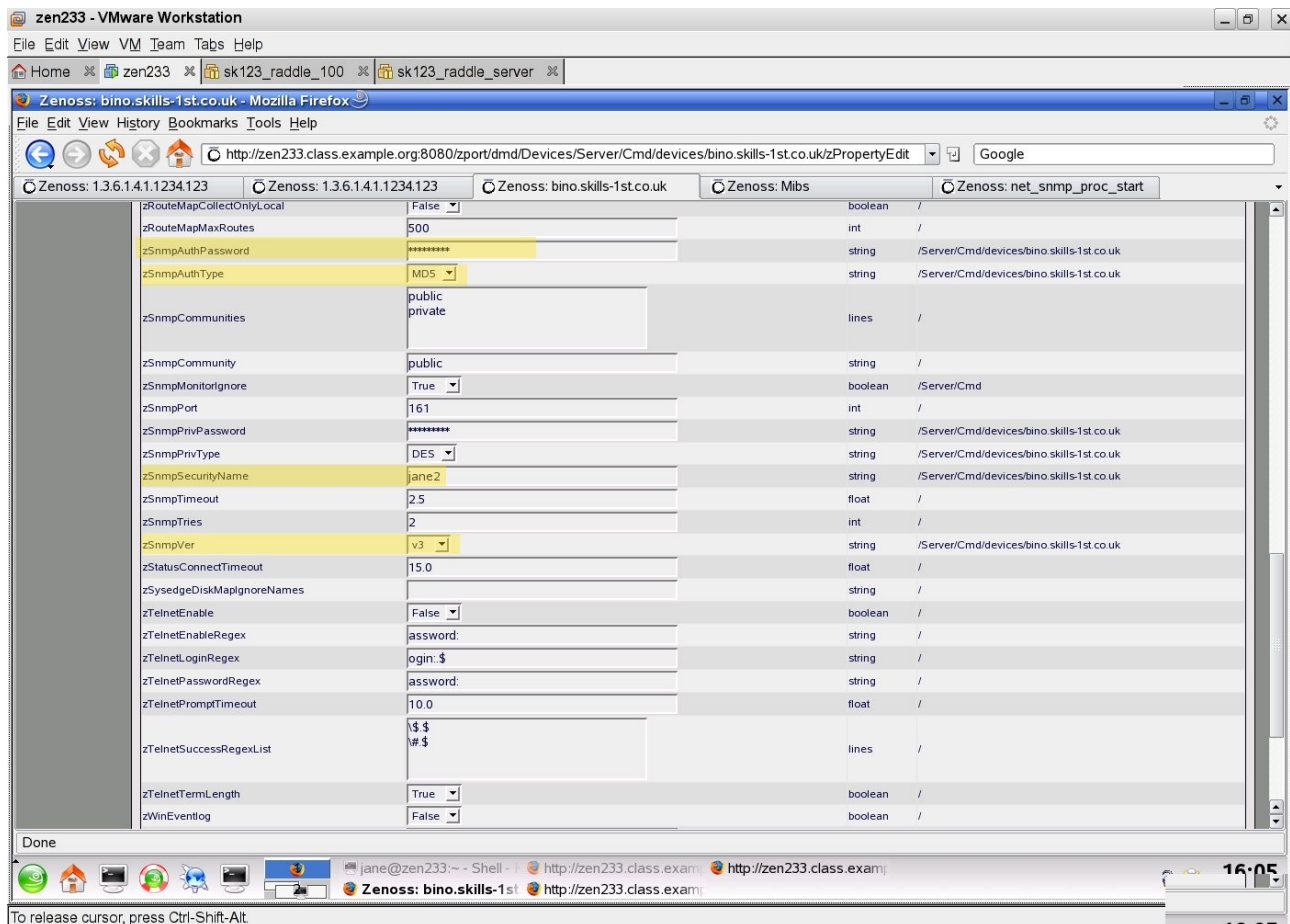 zen233 - VMware Workstation
File Edit View VM Team Tabs Help
Home zen233 sk123_raddle_100 sk123_raddle_server
Zenoss: bino.skills-1st.co.uk - Mozilla Firefox
File Edit View History Bookmarks Tools Help
http://zen233.class.example.org:8080/zport/dmd/Devices/Server/Cmd/devices/bino.skills-1st.co.uk/zPropertyEdit Google
Zenoss: 1.3.6.1.4.1.1234.123 Zenoss: 1.3.6.1.4.1.1234.123 Zenoss: bino.skills-1st.co.uk Zenoss: Mibs Zenoss: net_snmp_proc_start
zRouteMapCollectOnlyLocal False boolean /
zRouteMapMaxRoutes 500 int /
zSnmpAuthPassword ********* string /Server/Cmd/devices/bino.skills-1st.co.uk
zSnmpAuthType MD5 string /Server/Cmd/devices/bino.skills-1st.co.uk
zSnmpCommunities public lines /
private
zSnmpCommunity public string /
zSnmpMonitorIgnore True boolean /Server/Cmd
zSnmpPort 161 int /
zSnmpPrivPassword ********* string /Server/Cmd/devices/bino.skills-1st.co.uk
zSnmpPrivType DES string /Server/Cmd/devices/bino.skills-1st.co.uk
zSnmpSecurityName jane2 string /Server/Cmd/devices/bino.skills-1st.co.uk
zSnmpTimeout 2.5 float /
zSnmpTries 2 int /
zSnmpVer v3 string /Server/Cmd/devices/bino.skills-1st.co.uk
zStatusConnectTimeout 15.0 float /
zSysedgeDiskMapIgnoreNames string /
zTelnetEnable False boolean /
zTelnetEnableRegex assword: string /
zTelnetLoginRegex ogin:.$ string /
zTelnetPasswordRegex assword: string /
zTelnetPromptTimeout 10.0 float /
zTelnetSuccessRegexList \$.$ lines /
\#.$
zTelnetTermLength True boolean /
zWinEventlog False boolean /
Done
jane@zen233:~ - Shell - http://zen233.class.exam http://zen233.class.examp 16:05
2 Zenoss: bino.skills-1st http://zen233.class.examp
To release cursor, press Ctrl-Shift-Alt.